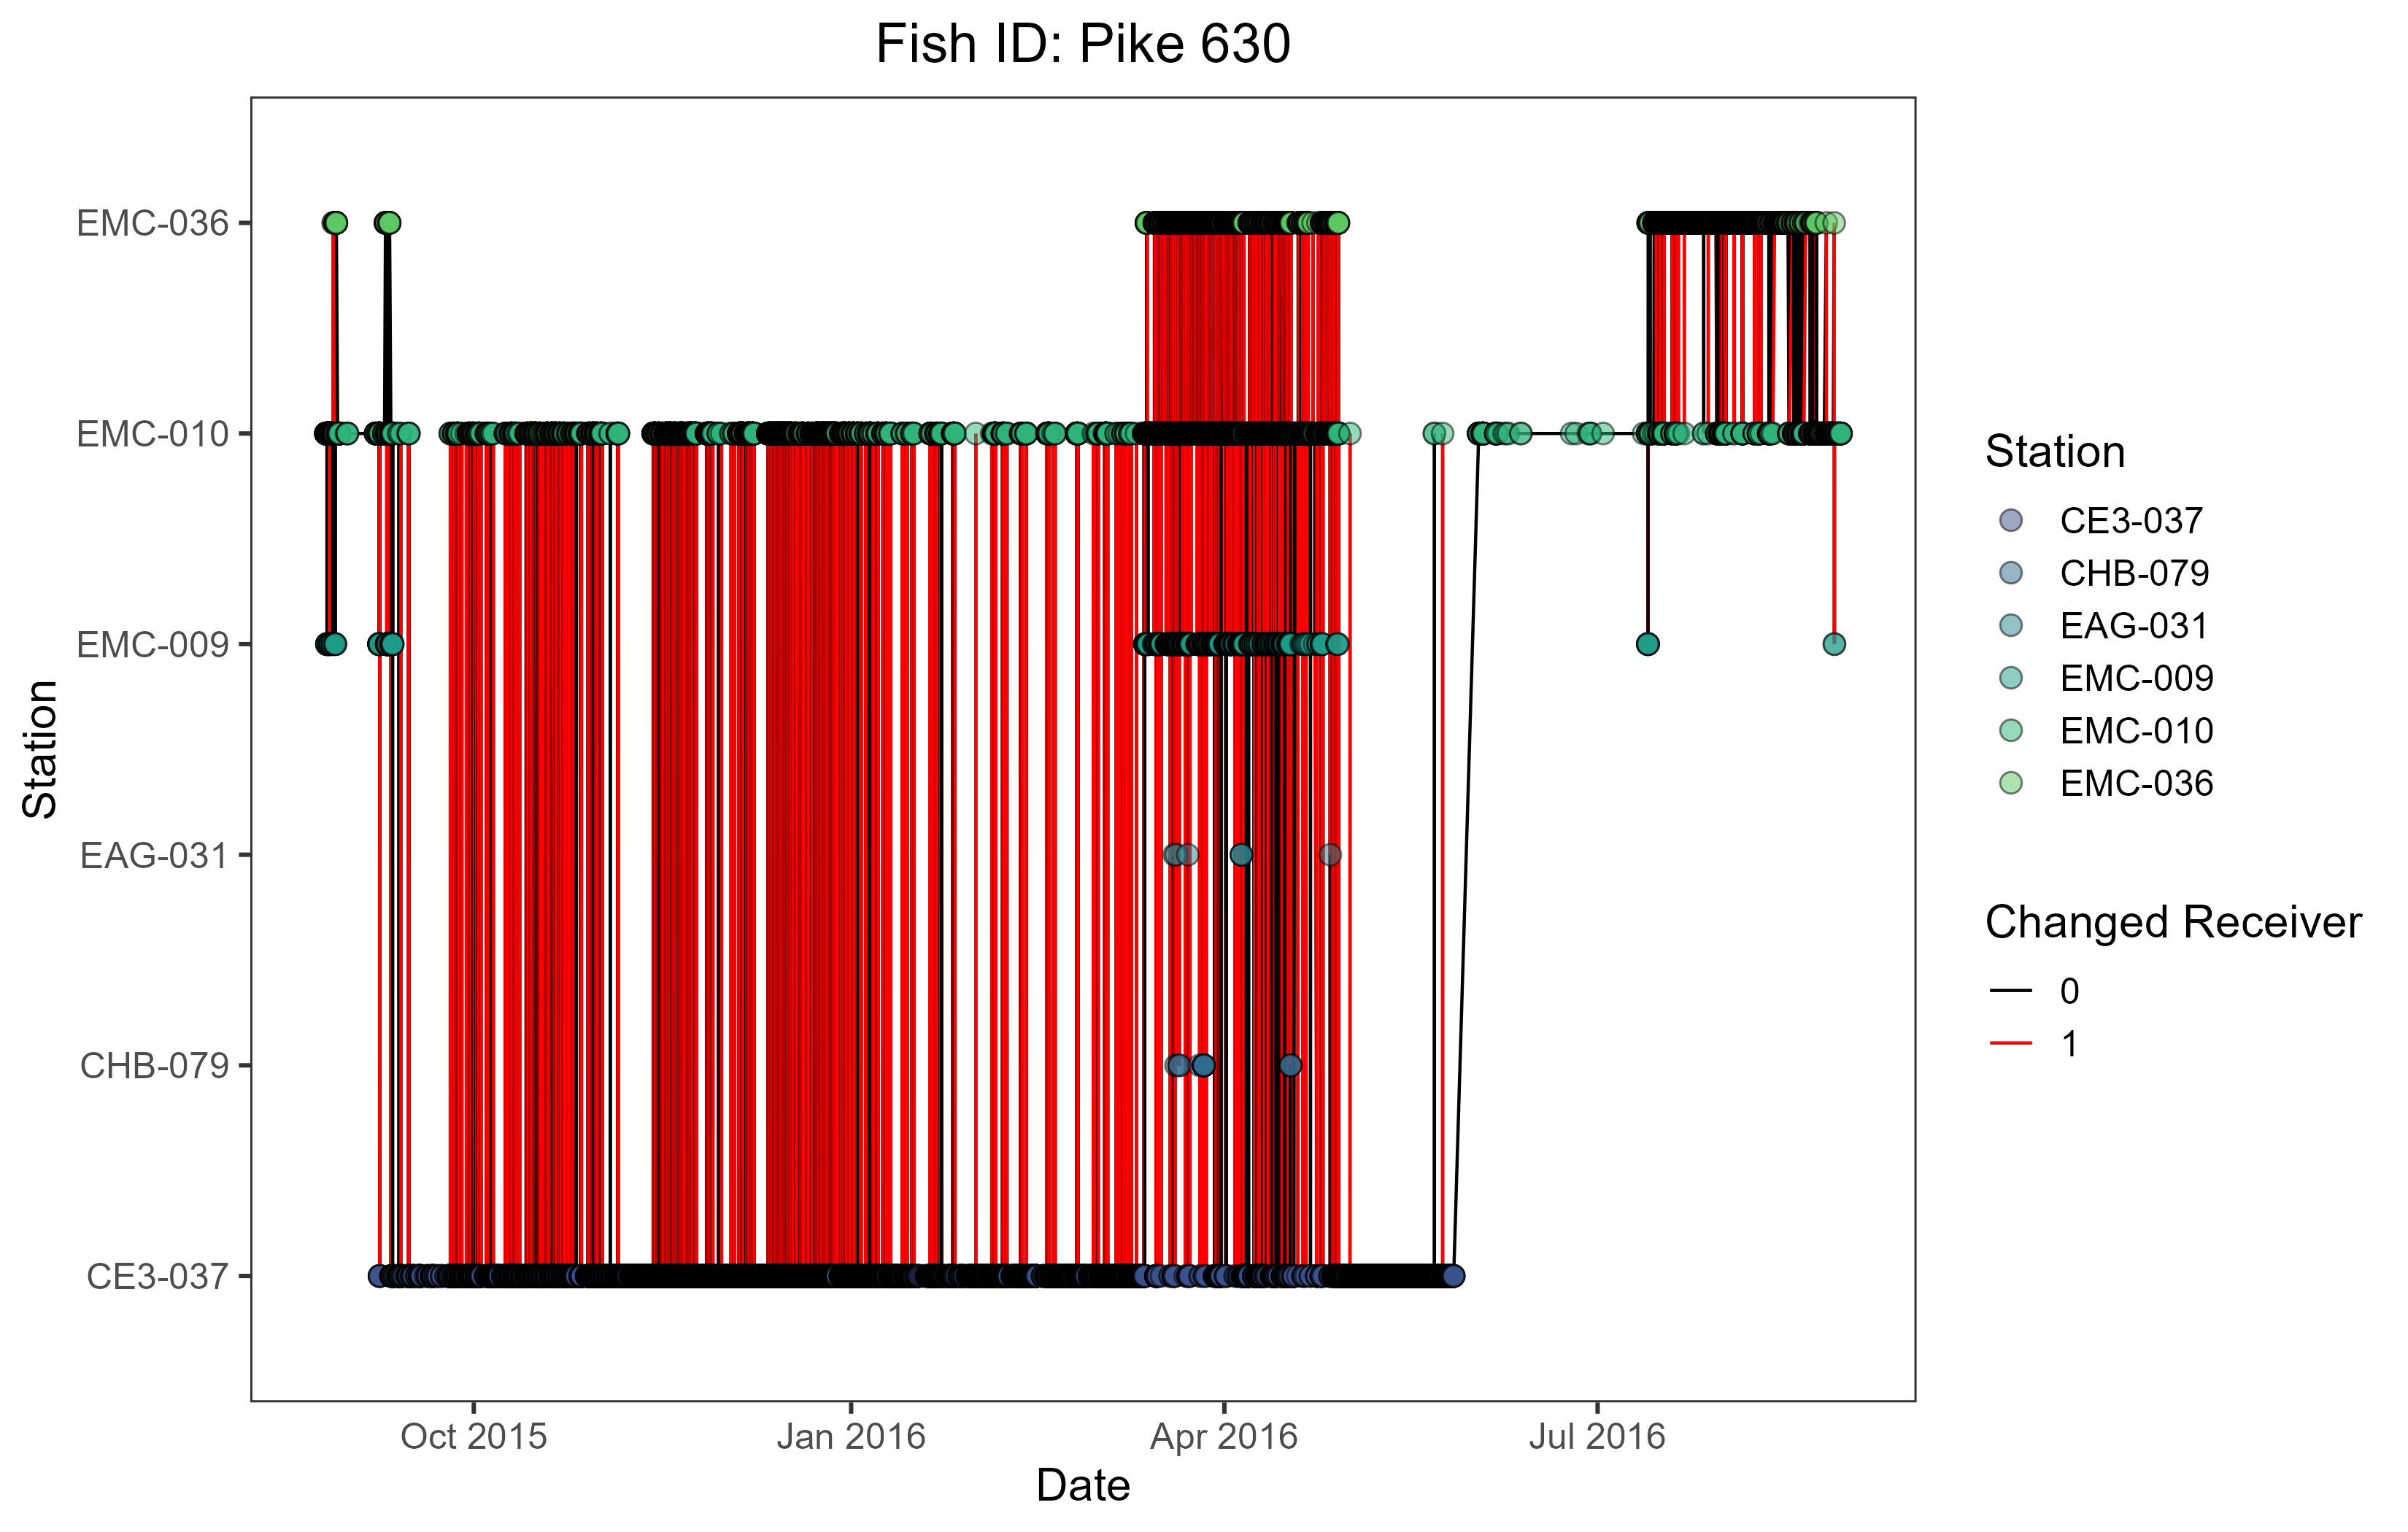 Fish ID: Pike 630
Station
EMC-036
EMC-010
EMC-009
EAG-031
CHB-079
CE3-037
Oct 2015
Jan 2016
Apr 2016
Jul 2016
Date
Station
CE3-037
CHB-079
EAG-031
EMC-009
EMC-010
EMC-036
Changed Receiver
0
1